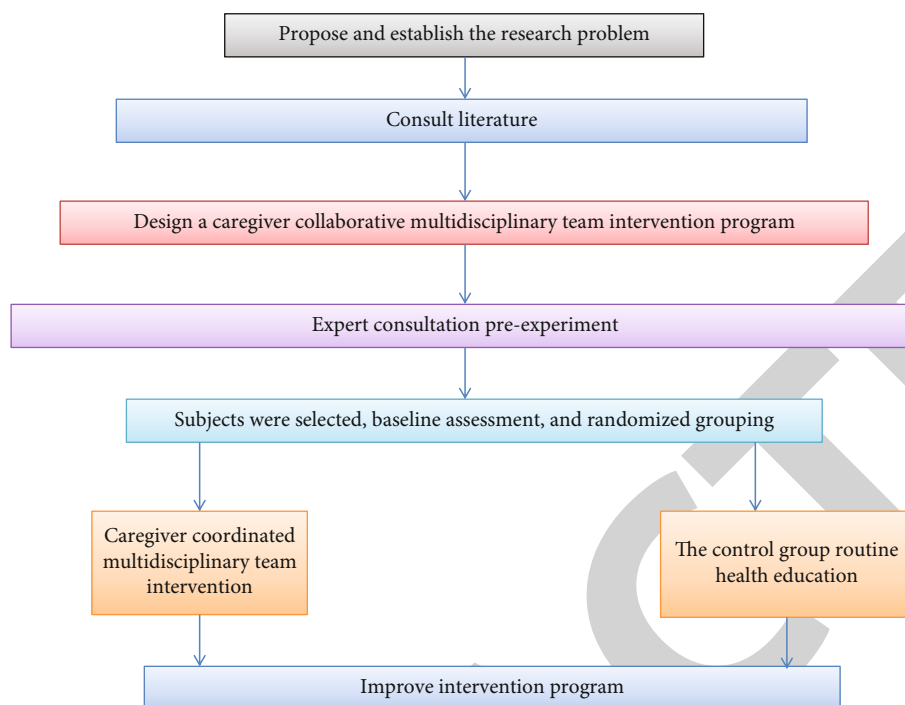 Propose and establish the research problem
Consult literature
Design a caregiver collaborative multidisciplinary team intervention program
Expert consultation pre-experiment
Subjects were selected, baseline assessment, and randomized grouping
Caregiver coordinated
multidisciplinary team
intervention
The control group routine
health education
Improve intervention program